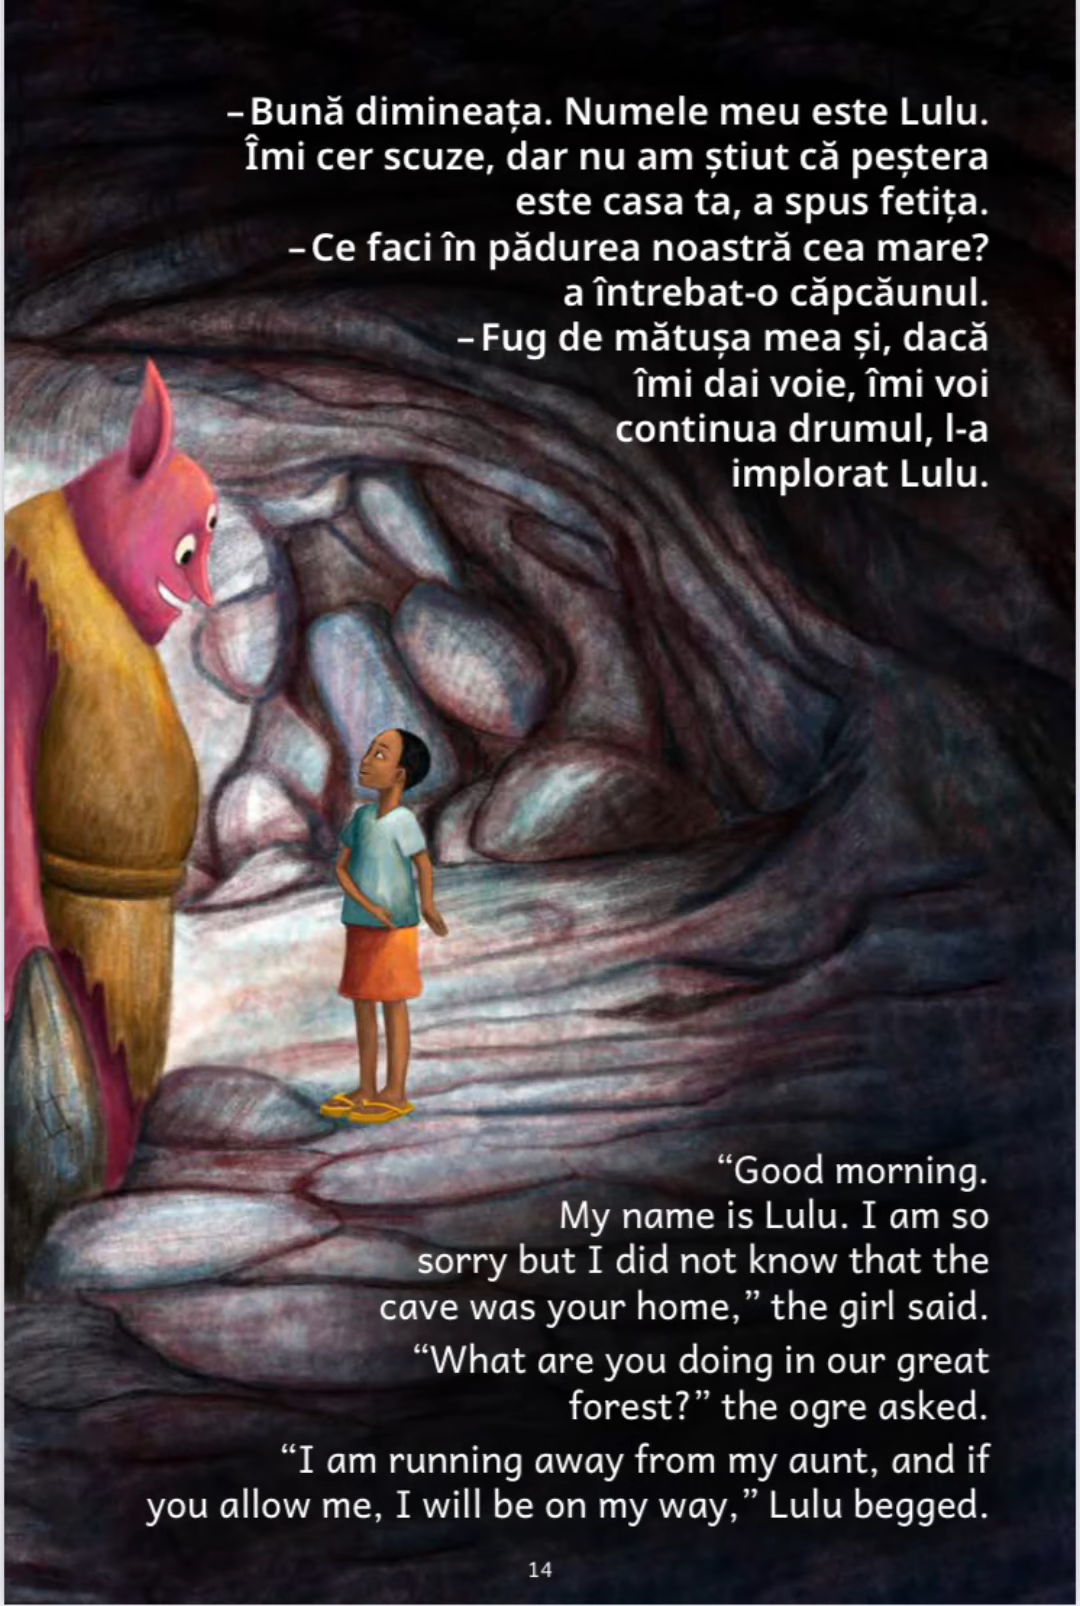 – Bună dimineața. Numele meu este Lulu.
Îmi cer scuze, dar nu am știut că peștera
este casa ta, a spus fetița.
– Ce faci în pădurea noastră cea mare?
a întrebat-o căpcăunul.
– Fug de mătușa mea și, dacă
îmi dai voie, îmi voi
continua drumul, l-a
implorat Lulu.
“Good morning.
My name is Lulu. I am so
sorry but I did not know that the
cave was your home,” the girl said.
“What are you doing in our great
forest?” the ogre asked.
“I am running away from my aunt, and if
you allow me, I will be on my way,” Lulu begged.
14